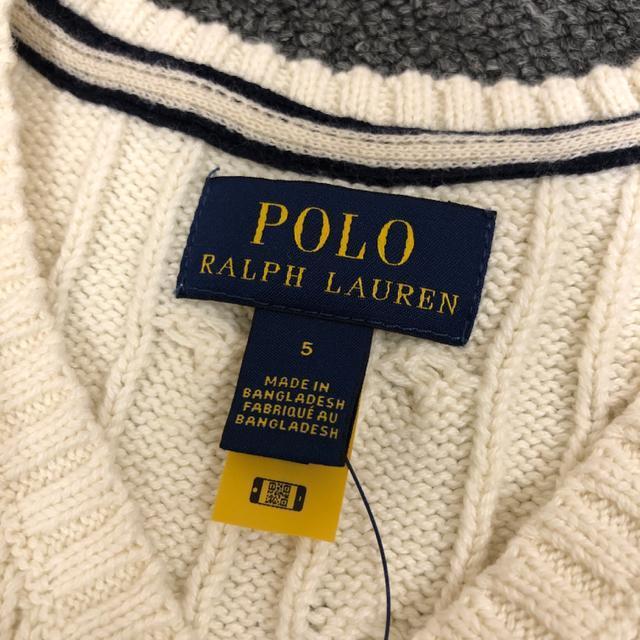 POLO
RALPH LAUREN
5
MADE IN
BANGLADESH
FABRIQUÉ AU
BANGLADESH